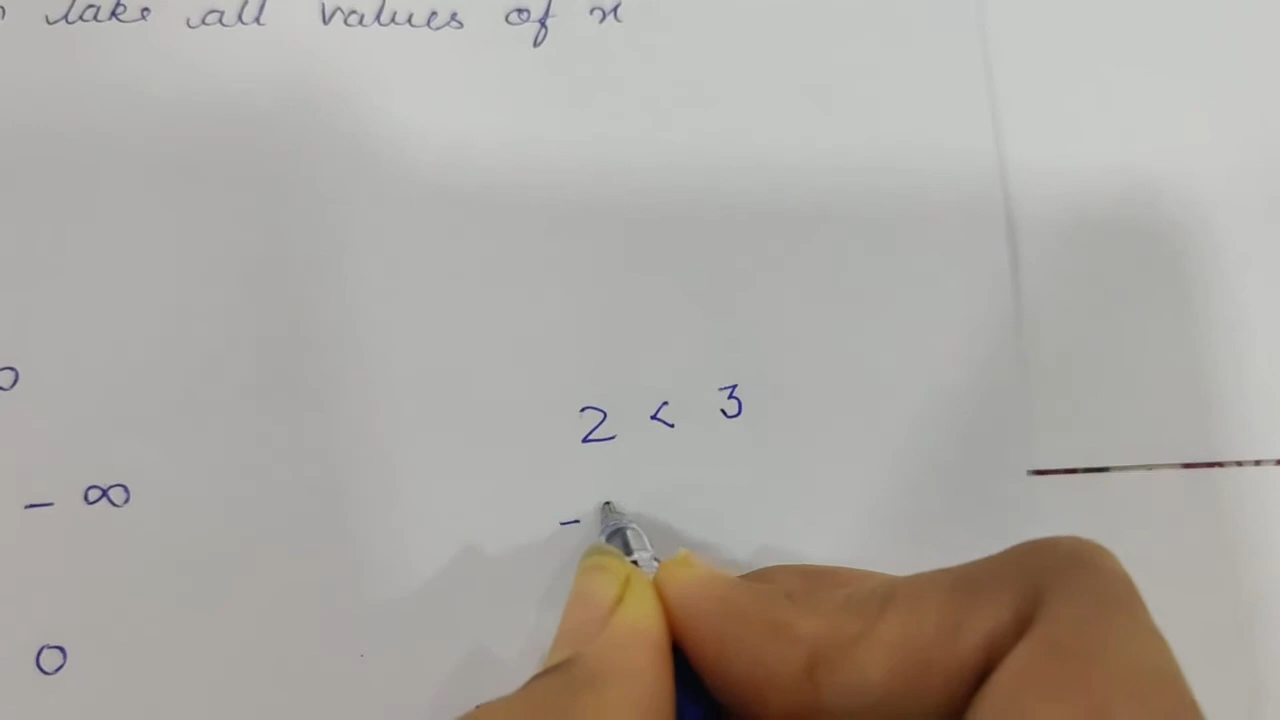 take all values of x
2 < 3
- ∞
-
0